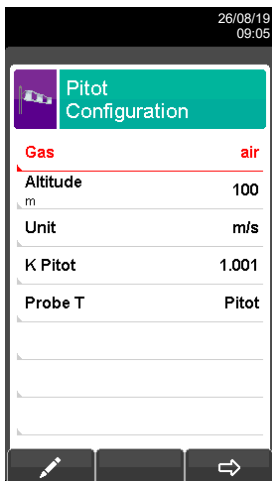 26/08/19
09:05
Pitot
Configuration
Gas air
Altitude
m 100
Unit m/s
K Pitot 1.001
Probe T Pitot